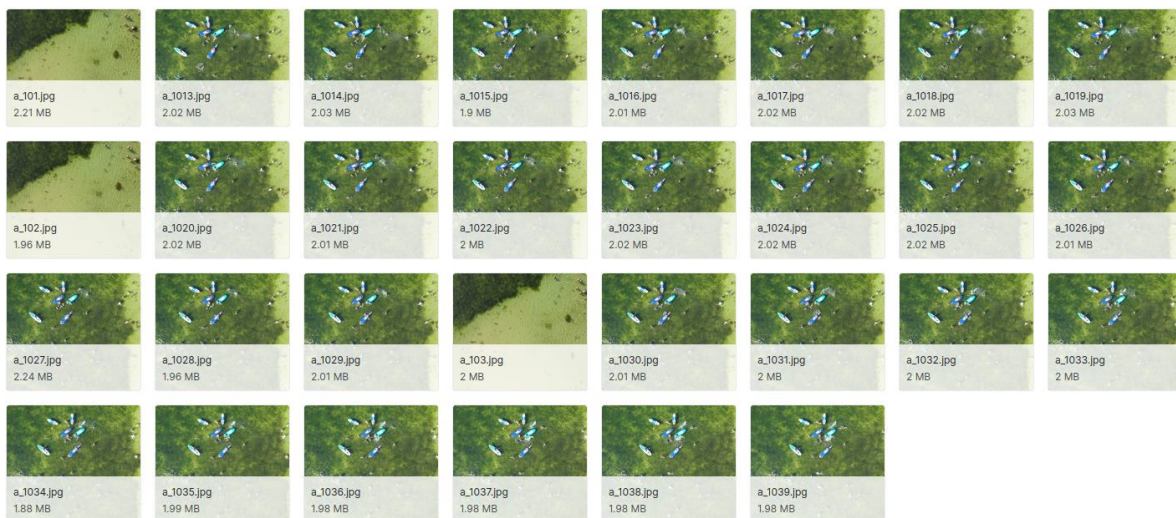 a_101.jpg
2.21 MB
a_1013.jpg
2.02 MB
a_1014.jpg
2.03 MB
a_1015.jpg
1.9 MB
a_1016.jpg
2.01 MB
a_1017.jpg
2.02 MB
a_1018.jpg
2.02 MB
a_1019.jpg
2.03 MB
a_102.jpg
1.96 MB
a_1020.jpg
2.02 MB
a_1021.jpg
2.01 MB
a_1022.jpg
2 MB
a_1023.jpg
2.02 MB
a_1024.jpg
2.02 MB
a_1025.jpg
2.02 MB
a_1026.jpg
2.01 MB
a_1027.jpg
2.24 MB
a_1028.jpg
1.96 MB
a_1029.jpg
2.01 MB
a_103.jpg
2 MB
a_1030.jpg
2.01 MB
a_1031.jpg
2 MB
a_1032.jpg
2 MB
a_1033.jpg
2 MB
a_1034.jpg
1.88 MB
a_1035.jpg
1.99 MB
a_1036.jpg
1.98 MB
a_1037.jpg
1.98 MB
a_1038.jpg
1.98 MB
a_1039.jpg
1.98 MB